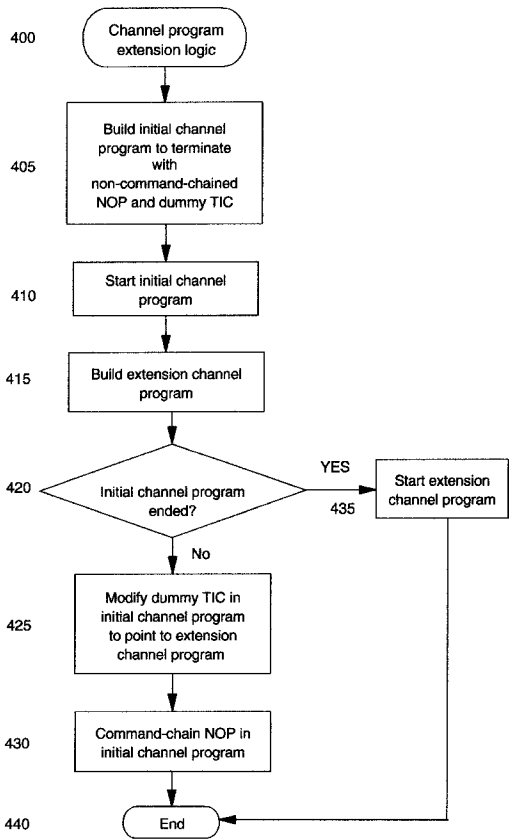 400
Channel program
extension logic
405
Build initial channel
program to terminate
with
non-command-chained
NOP and dummy TIC
410
Start initial channel
program
415
Build extension channel
program
420
Initial channel program
ended?
YES
435
Start extension
channel program
No
425
Modify dummy TIC in
initial channel program
to point to extension
channel program
430
Command-chain NOP in
initial channel program
440
End